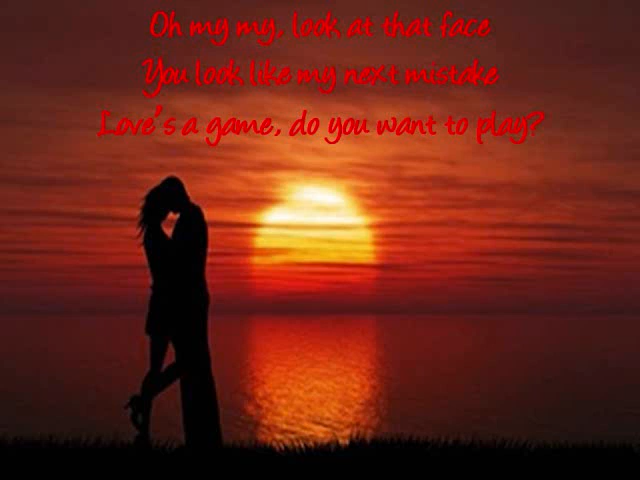 Oh my my, look at that face
You look like my next mistake
Love's a game, do you want to play?